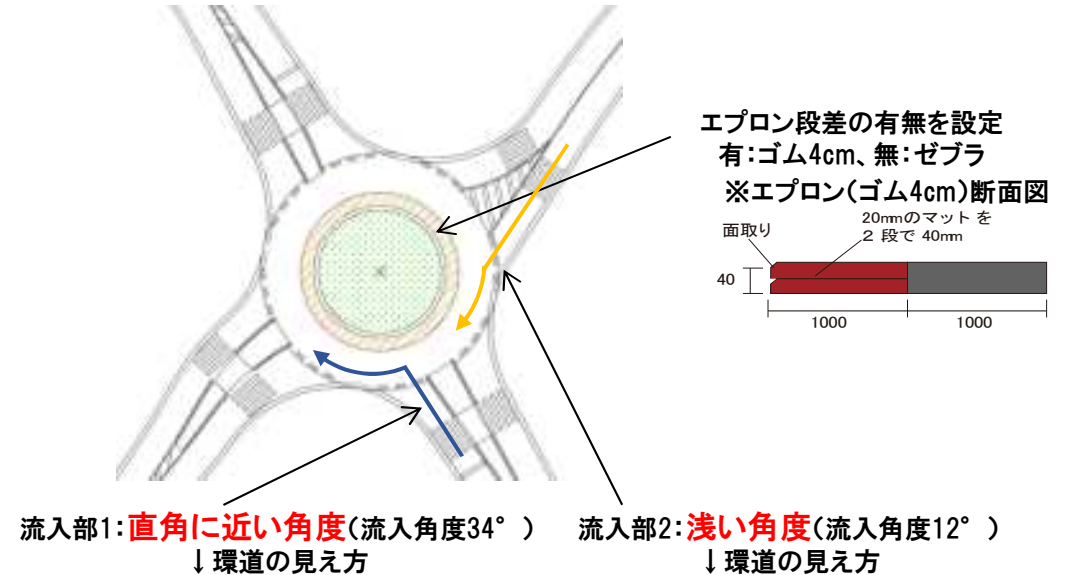 エプロン段差の有無を設定
有：ゴム4cm、無：ゼブラ
※エプロン(ゴム4cm)断面図
面取り
20mmのマット を
2 段で 40mm
40
1000
1000
流入部1：直角に近い角度(流入角度34°)
↓環道の見え方
流入部2：浅い角度(流入角度12°)
↓環道の見え方